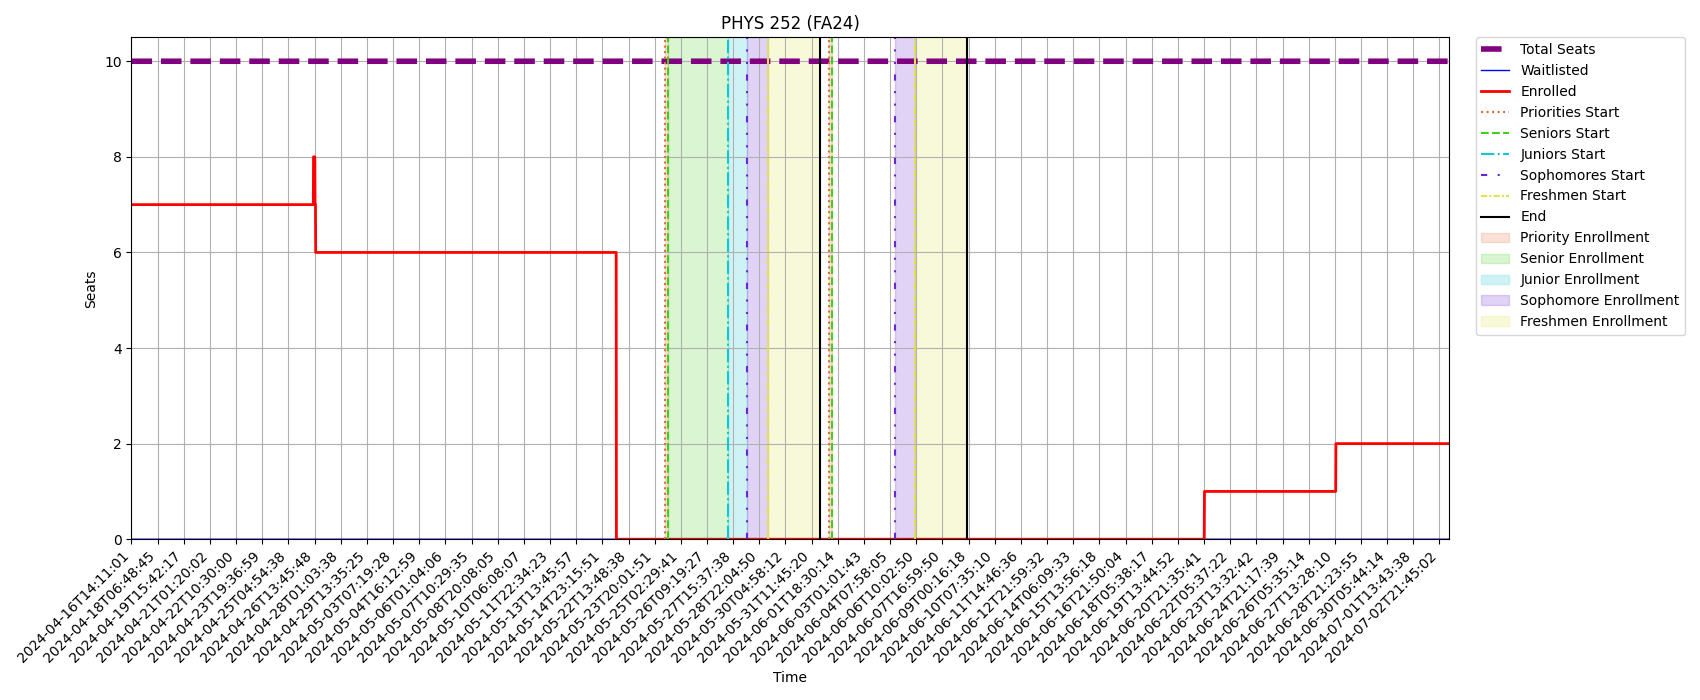 PHYS 252 (FA24)
Seats
10
8
6
4
2
0
2024-04-16T14:11:01
2024-04-18T06:48:45
2024-04-19T15:42:17
2024-04-21T01:20:02
2024-04-22T10:30:00
2024-04-23T19:36:59
2024-04-25T04:54:38
2024-04-26T13:45:48
2024-04-28T01:03:38
2024-04-29T13:35:25
2024-05-03T07:19:28
2024-05-04T16:12:59
2024-05-06T01:04:06
2024-05-07T10:29:35
2024-05-08T20:08:05
2024-05-10T06:08:07
2024-05-11T22:34:23
2024-05-13T13:45:57
2024-05-14T23:15:51
2024-05-22T13:48:38
2024-05-23T20:01:51
2024-05-25T02:29:41
2024-05-26T09:19:27
2024-05-27T15:37:38
2024-05-28T22:04:50
2024-05-30T04:58:12
2024-05-31T11:45:20
2024-06-01T18:30:14
2024-06-03T01:01:43
2024-06-04T07:58:05
2024-06-06T10:02:50
2024-06-07T16:59:50
2024-06-09T00:16:18
2024-06-10T07:35:10
2024-06-11T14:46:36
2024-06-12T21:59:32
2024-06-14T06:09:33
2024-06-15T13:56:18
2024-06-16T21:50:04
2024-06-18T05:38:17
2024-06-19T13:44:52
2024-06-20T21:35:41
2024-06-22T05:37:22
2024-06-23T13:32:42
2024-06-24T21:17:39
2024-06-26T05:35:14
2024-06-27T13:28:10
2024-06-28T21:23:55
2024-06-30T05:44:14
2024-07-01T13:43:38
2024-07-02T21:45:02
Time
Total Seats
Waitlisted
Enrolled
Priorities Start
Seniors Start
Juniors Start
Sophomores Start
Freshmen Start
End
Priority Enrollment
Senior Enrollment
Junior Enrollment
Sophomore Enrollment
Freshmen Enrollment